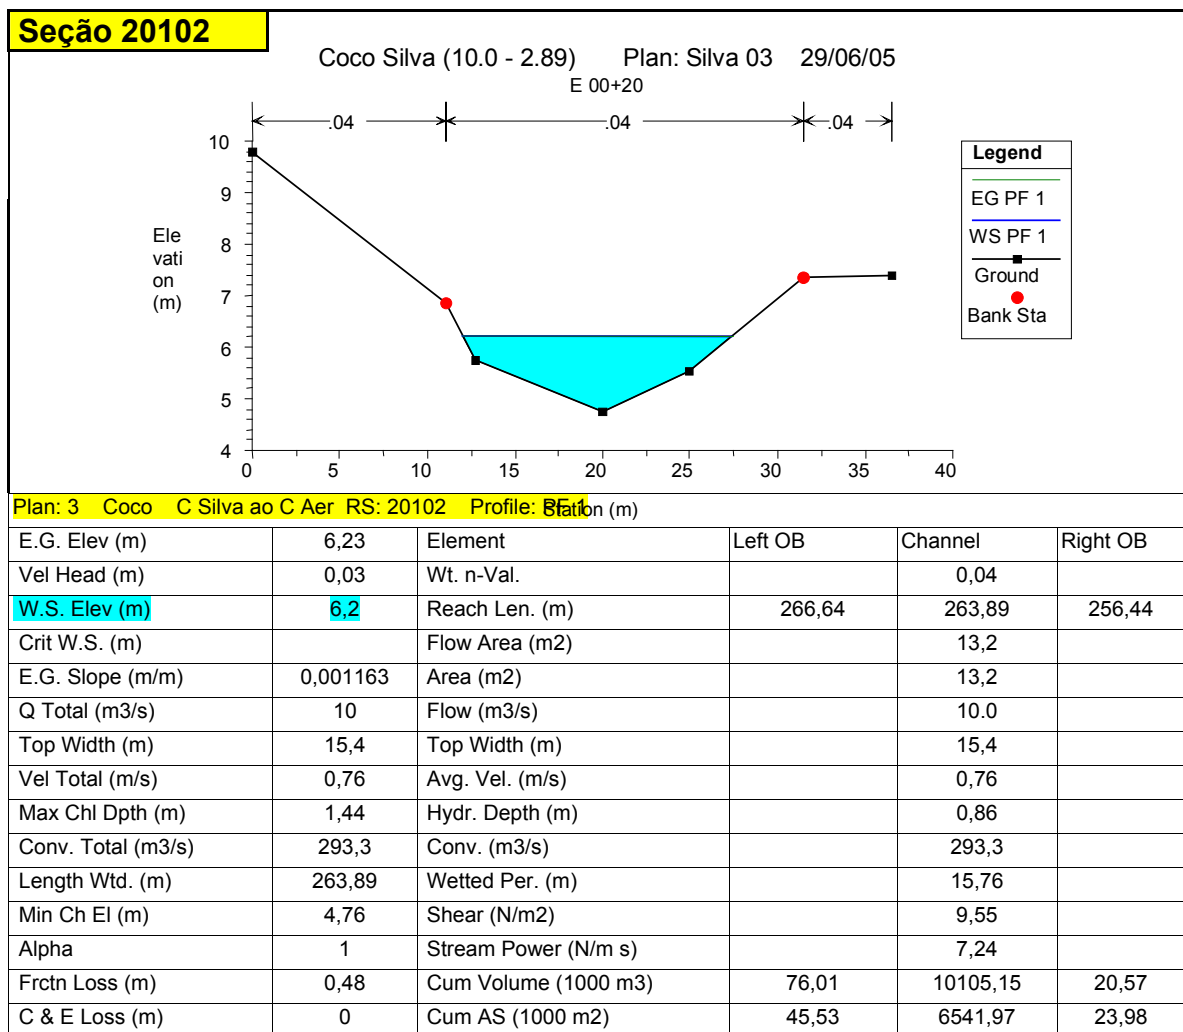 Seção 20102
Coco Silva (10.0 - 2.89) Plan: Silva 03 29/06/05
E 00+20
.04 .04 .04
10
9
8
7
6
5
4
Ele
vati
on
(m)
Legend
EG PF 1
WS PF 1
Ground
Bank Sta
0 5 10 15 20 25 30 35 40
Station (m)
Plan: 3 Coco C Silva ao C Aer RS: 20102 Profile: PF 1
E.G. Elev (m) 6,23 Element Left OB Channel Right OB
Vel Head (m) 0,03 Wt. n-Val. 0,04
W.S. Elev (m) 6,2 Reach Len. (m) 266,64 263,89 256,44
Crit W.S. (m) Flow Area (m2) 13,2
E.G. Slope (m/m) 0,001163 Area (m2) 13,2
Q Total (m3/s) 10 Flow (m3/s) 10.0
Top Width (m) 15,4 Top Width (m) 15,4
Vel Total (m/s) 0,76 Avg. Vel. (m/s) 0,76
Max Chl Dpth (m) 1,44 Hydr. Depth (m) 0,86
Conv. Total (m3/s) 293,3 Conv. (m3/s) 293,3
Length Wtd. (m) 263,89 Wetted Per. (m) 15,76
Min Ch El (m) 4,76 Shear (N/m2) 9,55
Alpha 1 Stream Power (N/m s) 7,24
Frctn Loss (m) 0,48 Cum Volume (1000 m3) 76,01 10105,15 20,57
C & E Loss (m) 0 Cum AS (1000 m2) 45,53 6541,97 23,98